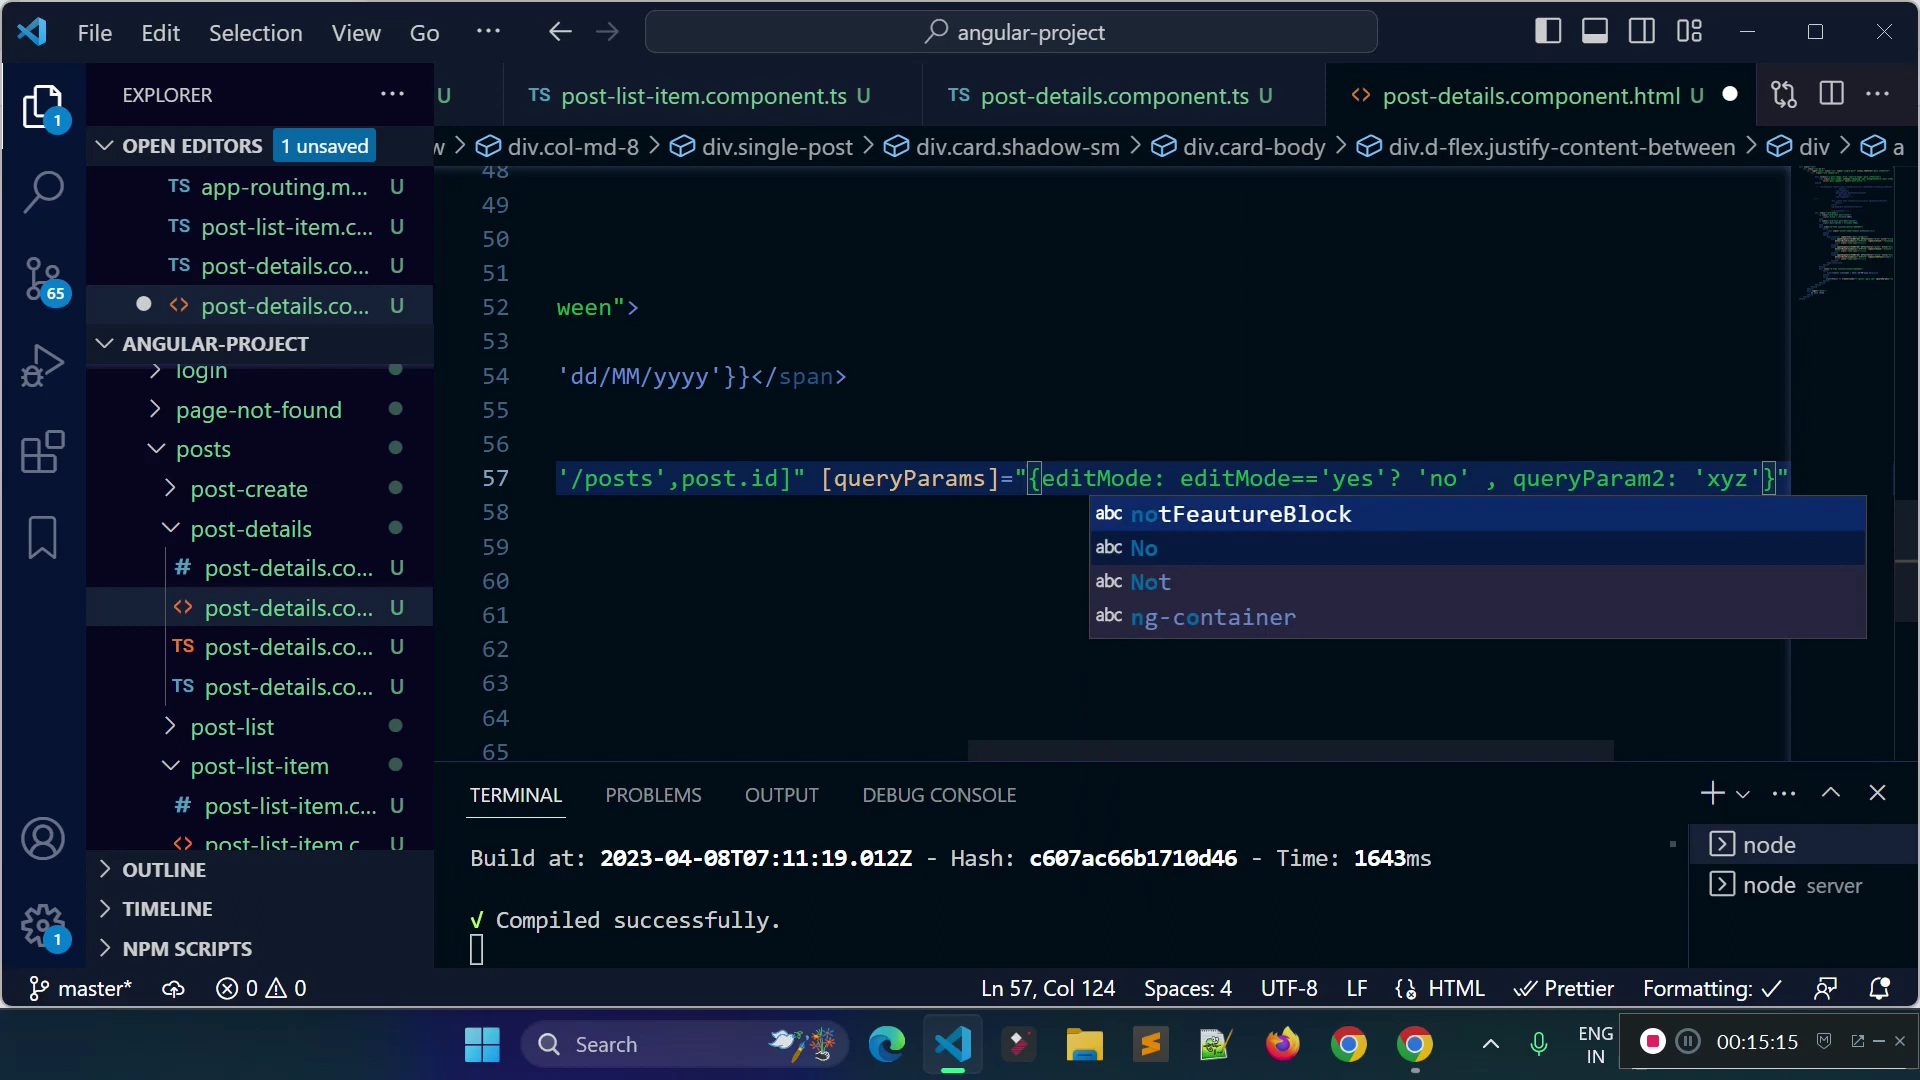 File Edit Selection View Go ··· angular-project
EXPLORER ···
1
U TS post-list-item.component.ts U TS post-details.component.ts U <> post-details.component.html U ···
OPEN EDITORS 1 unsaved
w > div.col-md-8 > div.single-post > div.card.shadow-sm > div.card-body > div.d-flex.justify-content-between > div > a
TS app-routing.m... U
TS post-list-item.c... U
TS post-details.co... U
<> post-details.co... U
65
ANGULAR-PROJECT
login
page-not-found
posts
post-create
post-details
# post-details.co... U
<> post-details.co... U
TS post-details.co... U
TS post-details.co... U
post-list
post-list-item
# post-list-item.c... U
<> post-list-item.c U
OUTLINE
TIMELINE
NPM SCRIPTS
1
48
49
50
51
52 ween">
53
54 'dd/MM/yyyy'}}</span>
55
56
57 '/posts',post.id]" [queryParams]="{editMode: editMode=='yes'? 'no' , queryParam2: 'xyz'}"
58
59
60
61
62
63
64
65
abc notFeautureBlock
abc No
abc Not
abc ng-container
TERMINAL PROBLEMS OUTPUT DEBUG CONSOLE ···
Build at: 2023-04-08T07:11:19.012Z - Hash: c607ac66b1710d46 - Time: 1643ms
√ Compiled successfully.
node
node server
master* 0 0 Ln 57, Col 124 Spaces: 4 UTF-8 LF HTML Prettier Formatting: ✓
Search
ENG
IN
00:15:15